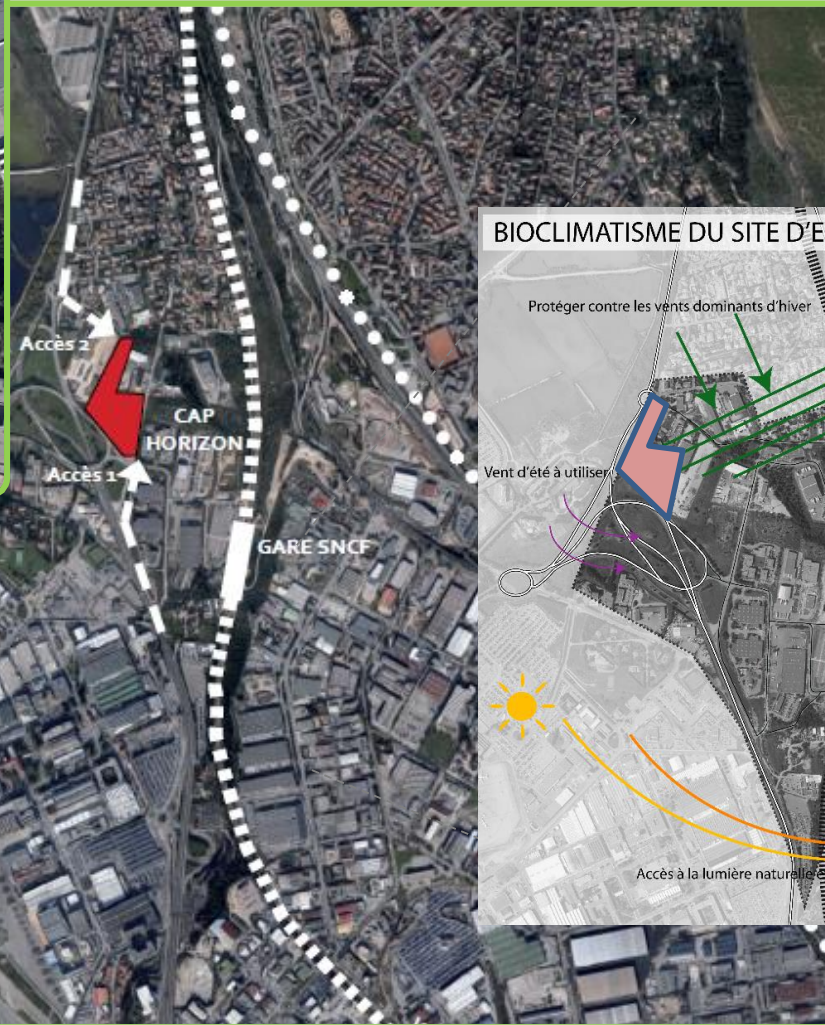 Accès 2
CAP
HORIZON
Accès 1
GARE SNCF
BIOCLIMATISME DU SITE D'E
Protéger contre les vents dominants d'hiver
Vent d'été à utiliser
Accès à la lumière naturelle